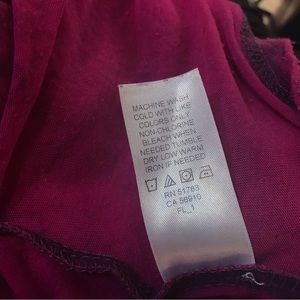 MACHINE WASH
COLD WITH LIKE
COLORS ONLY
NON-CHLORINE
BLEACH WHEN
NEEDED TUMBLE
DRY LOW WARM
IRON IF NEEDED
RN 51783
CA 56910
FL_1